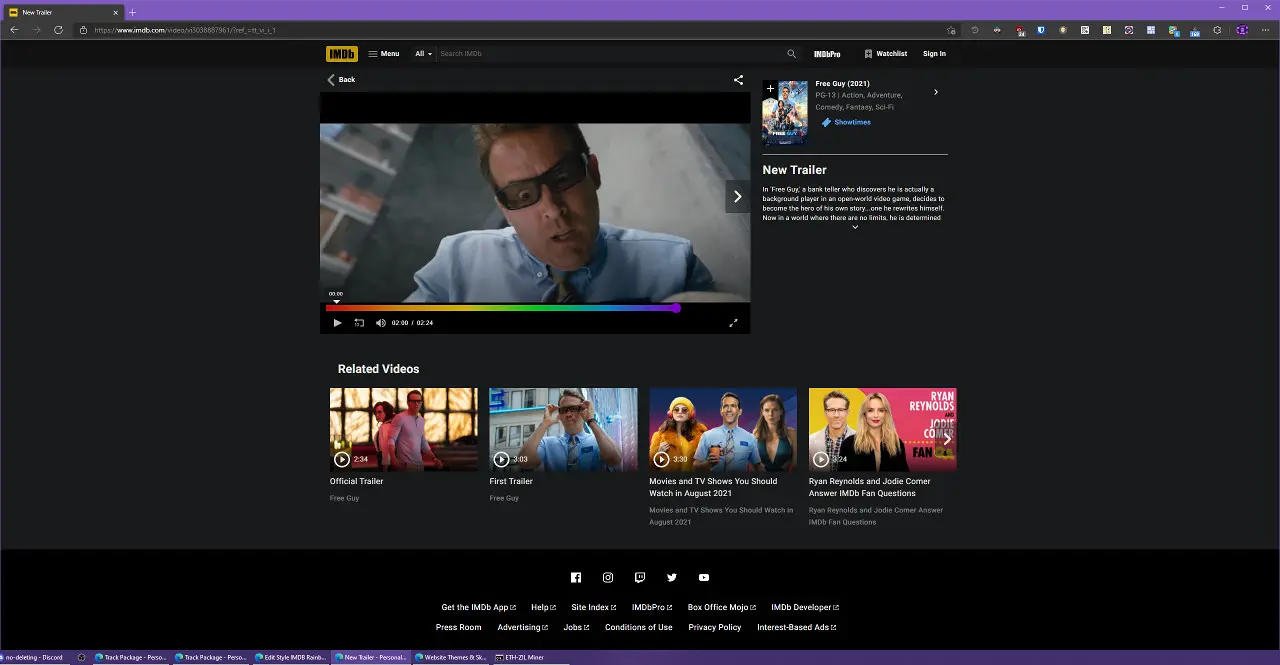 New Trailer
https://www.imdb.com/video/vi3038887961/?ref_=tt_vi_i_1
24
6
168
IMDb
Menu
All
Search IMDb
IMDbPro
Watchlist
Sign In
Back
Free Guy (2021)
PG-13 | Action, Adventure,
Comedy, Fantasy, Sci-Fi
Showtimes
FREE GUY
New Trailer
In 'Free Guy,' a bank teller who discovers he is actually a
background player in an open-world video game, decides to
become the hero of his own story...one he rewrites himself.
Now in a world where there are no limits, he is determined
00:00
02:00 / 02:24
Related Videos
2:34
Official Trailer
Free Guy
3:03
First Trailer
Free Guy
3:30
Movies and TV Shows You Should
Watch in August 2021
Movies and TV Shows You Should Watch in
August 2021
RYAN
REYNOLDS
AND
JODIE
COMER
FAN
3:24
Ryan Reynolds and Jodie Comer
Answer IMDb Fan Questions
Ryan Reynolds and Jodie Comer Answer
IMDb Fan Questions
Get the IMDb App
Help
Site Index
IMDbPro
Box Office Mojo
IMDb Developer
Press Room
Advertising
Jobs
Conditions of Use
Privacy Policy
Interest-Based Ads
no-deleting - Discord
Track Package - Perso...
Track Package - Perso...
Edit Style IMDB Rainb...
New Trailer - Personal...
Website Themes & Sk...
ETH-ZIL Miner